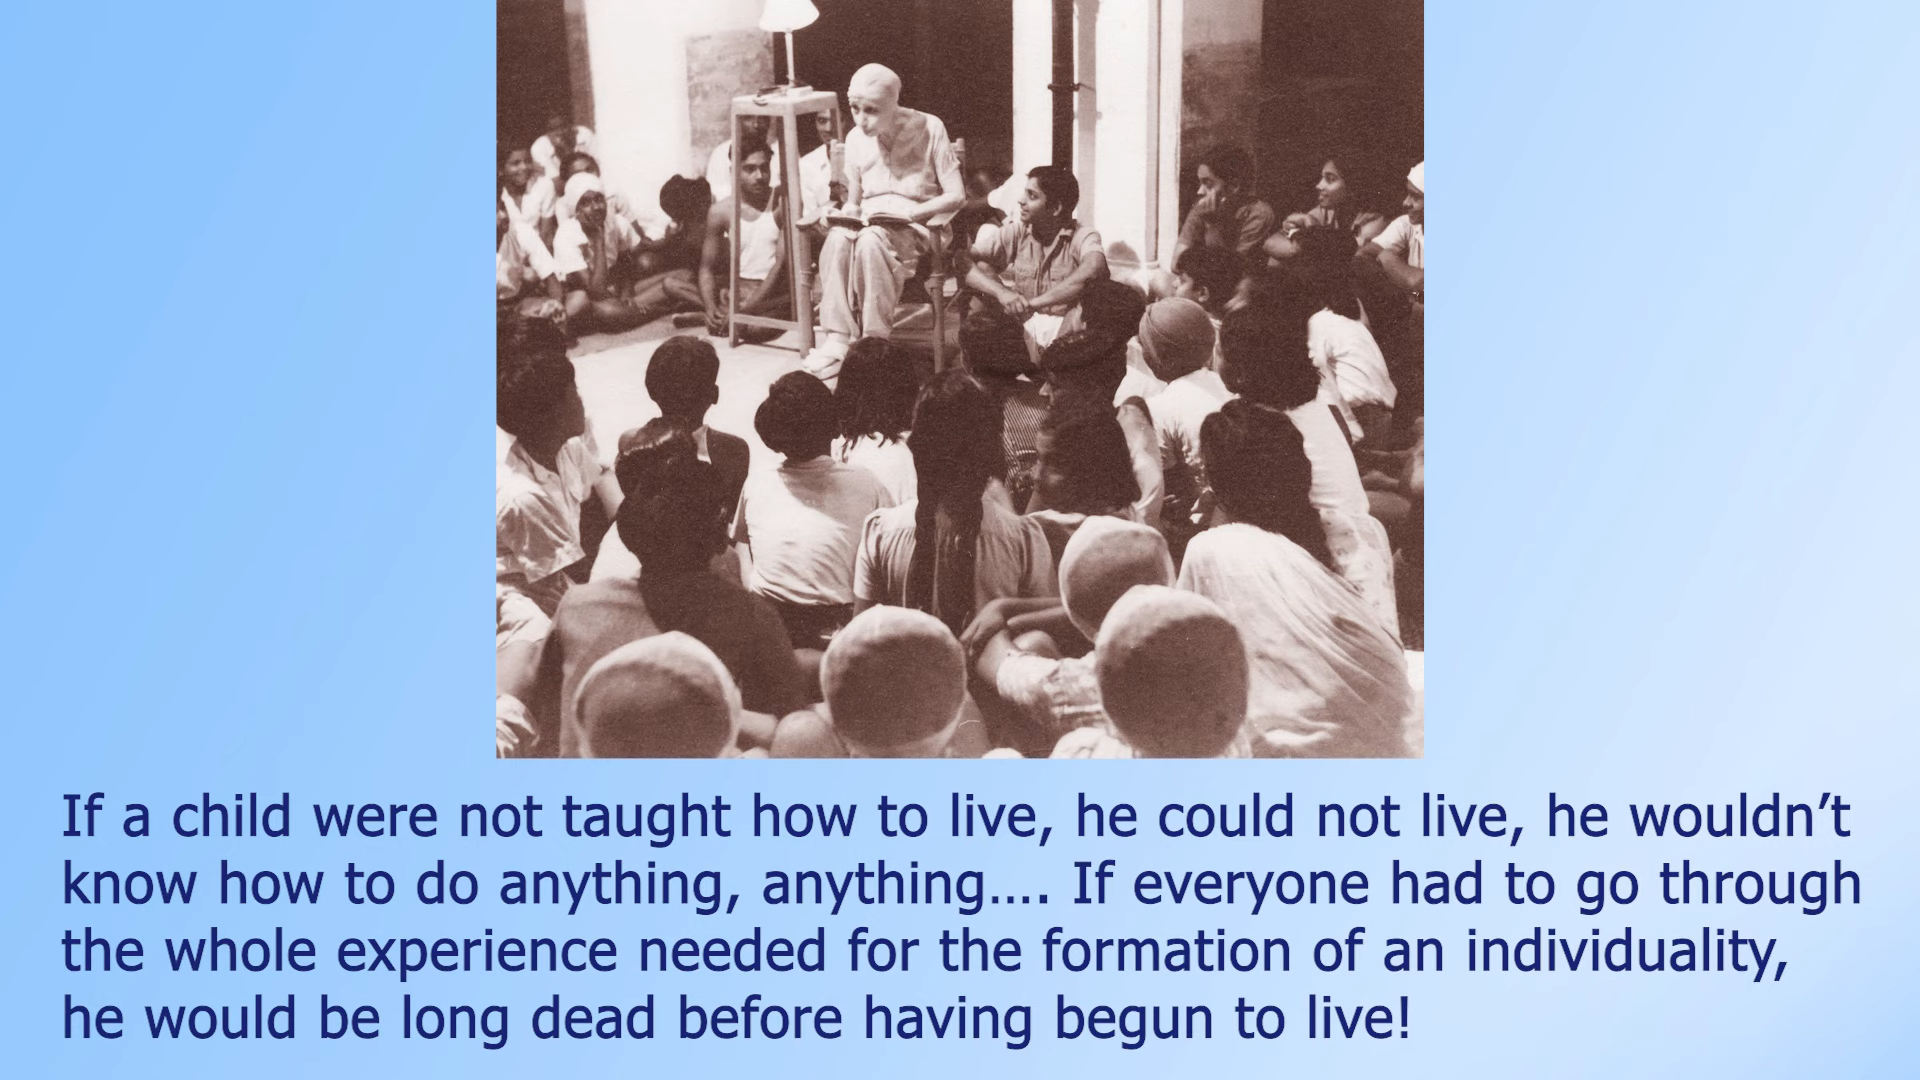 If a child were not taught how to live, he could not live, he wouldn’t
know how to do anything, anything…. If everyone had to go through
the whole experience needed for the formation of an individuality,
he would be long dead before having begun to live!